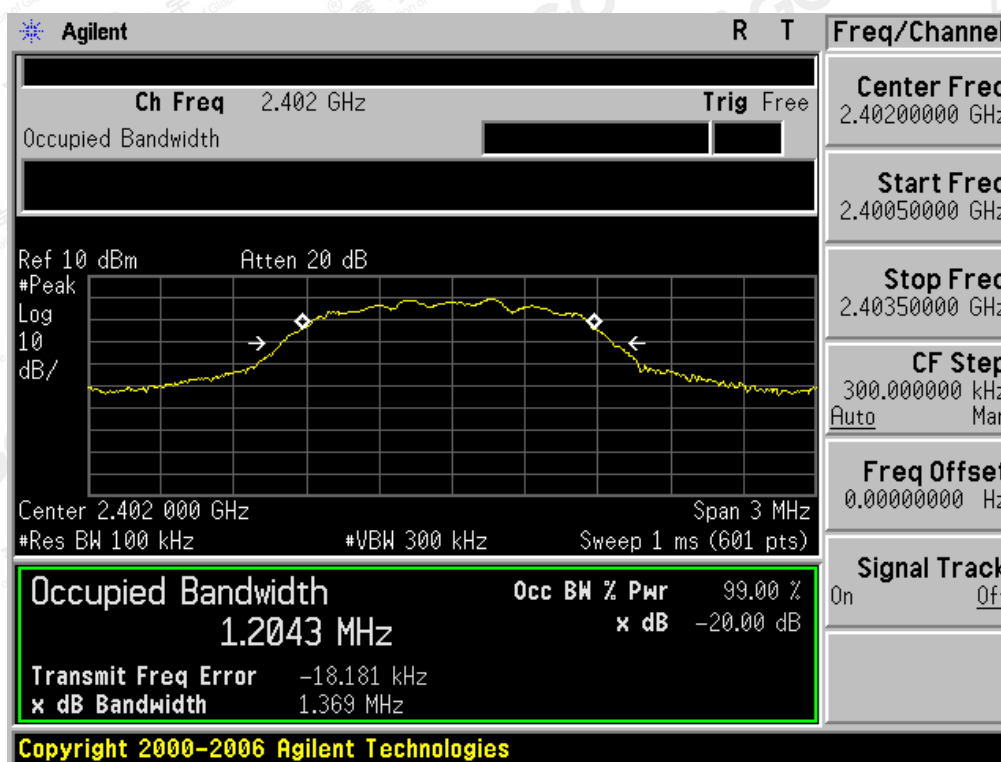 Agilent R T
Ch Freq 2.402 GHz Trig Free
Occupied Bandwidth
Ref 10 dBm Atten 20 dB
#Peak
Log
10
dB/
Center 2.402 000 GHz Span 3 MHz
#Res BW 100 kHz #VBW 300 kHz Sweep 1 ms (601 pts)
Occupied Bandwidth Occ BW % Pwr 99.00 %
1.2043 MHz x dB -20.00 dB
Transmit Freq Error -18.181 kHz
x dB Bandwidth 1.369 MHz
Copyright 2000-2006 Agilent Technologies
Freq/Channel
Center Freq
2.40200000 GHz
Start Freq
2.40050000 GHz
Stop Freq
2.40350000 GHz
CF Step
300.000000 kHz
Auto Man
Freq Offset
0.00000000 Hz
Signal Track
On Off